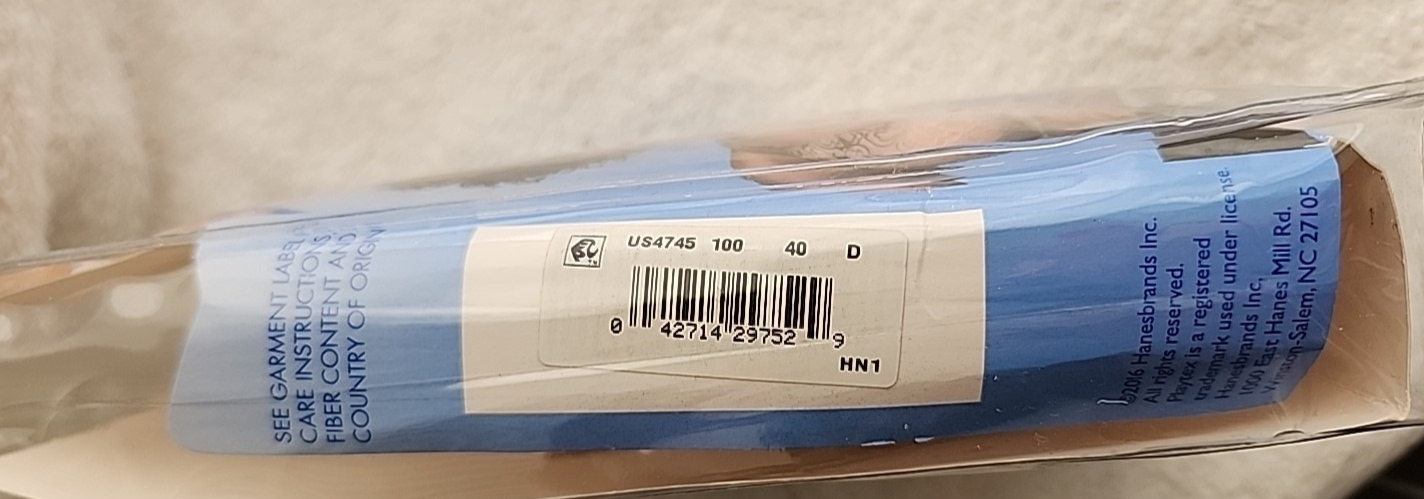 SEE GARMENT LABEL
CARE INSTRUCTIONS,
FIBER CONTENT AND
COUNTRY OF ORIGIN
US4745 100 40 D
0 42714 29752 9
HN1
©2016 Hanesbrands Inc.
All rights reserved.
Playtex is a registered
trademark used under license.
Hanesbrands Inc,
1000 East Hanes Mill Rd.
Winston-Salem, NC 27105